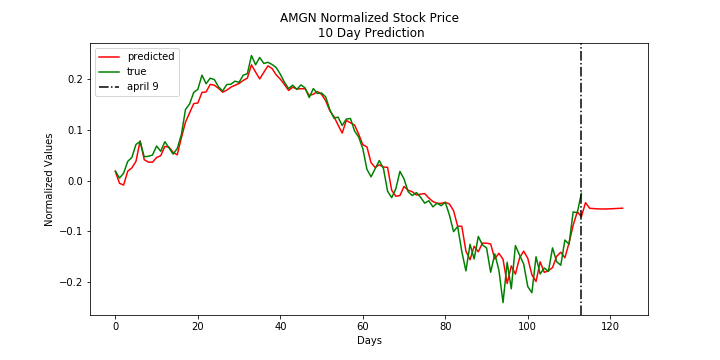 AMGN Normalized Stock Price
10 Day Prediction
predicted
true
april 9
Normalized Values
0.2
0.1
0.0
−0.1
−0.2
0
20
40
60
80
100
120
Days